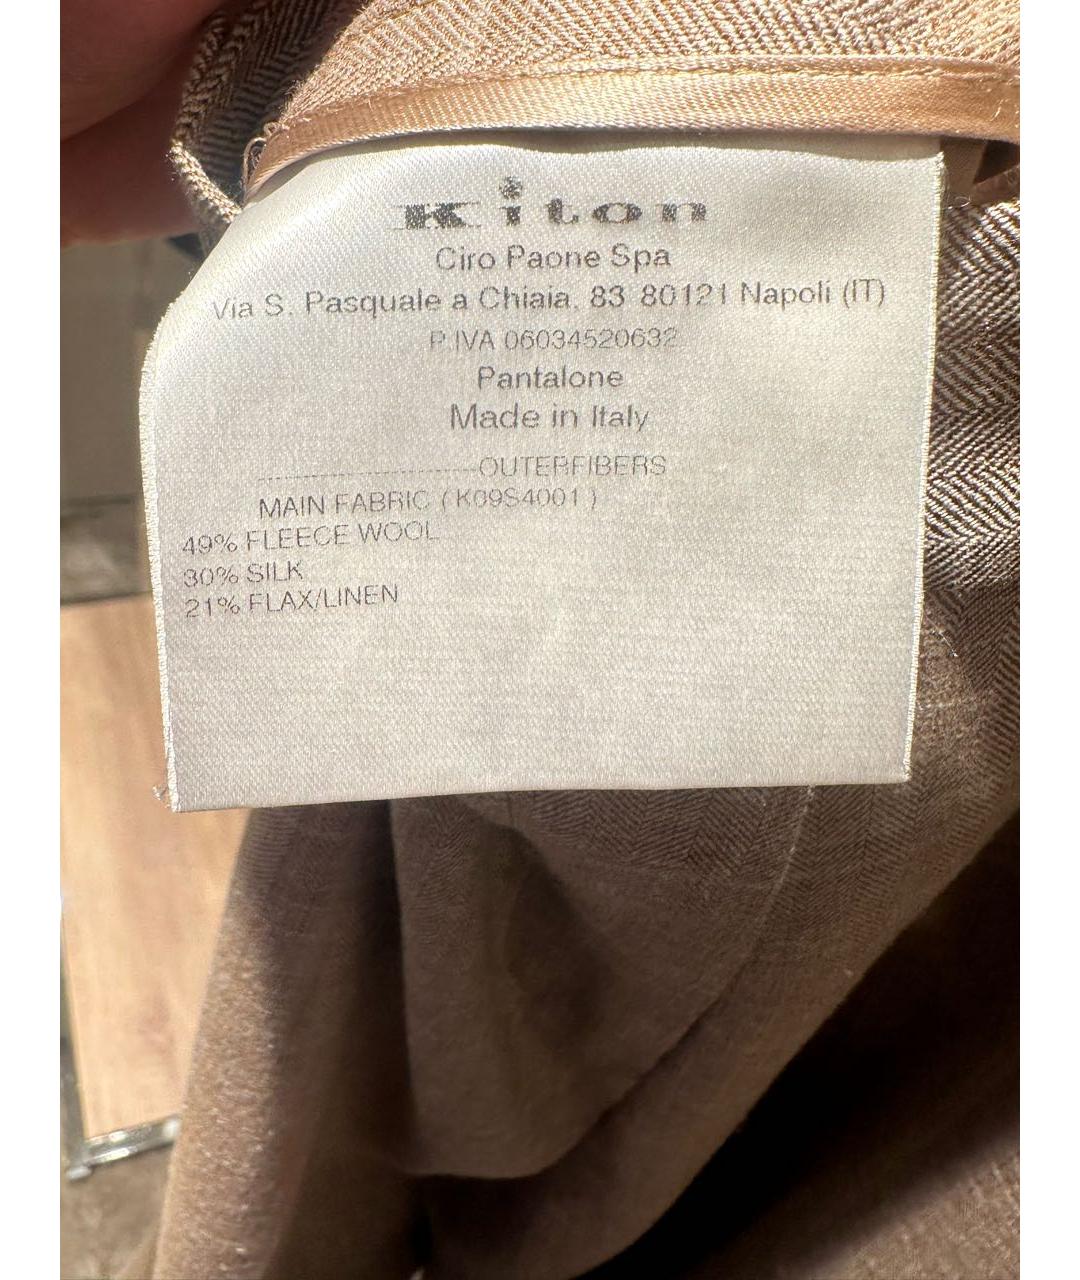 Kiton
Ciro Paone Spa
Via S. Pasquale a Chiaia, 83 80121 Napoli (IT)
P.IVA 06034520632
Pantalone
Made in Italy
--------------------OUTERFIBERS
MAIN FABRIC ( K09S4001 )
49% FLEECE WOOL
30% SILK
21% FLAX/LINEN